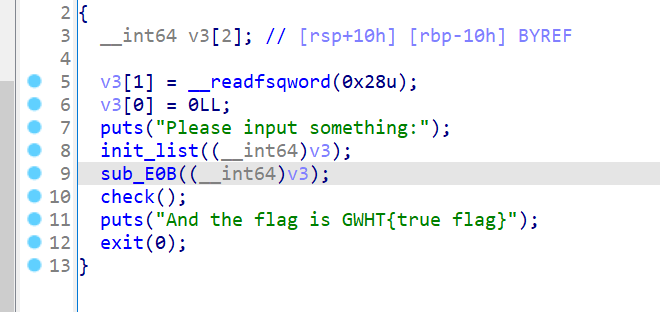 2 {
3 __int64 v3[2]; // [rsp+10h] [rbp-10h] BYREF
4
5 v3[1] = __readfsqword(0x28u);
6 v3[0] = 0LL;
7 puts("Please input something:");
8 init_list((__int64)v3);
9 sub_E0B((__int64)v3);
10 check();
11 puts("And the flag is GWHT{true flag}");
12 exit(0);
13 }